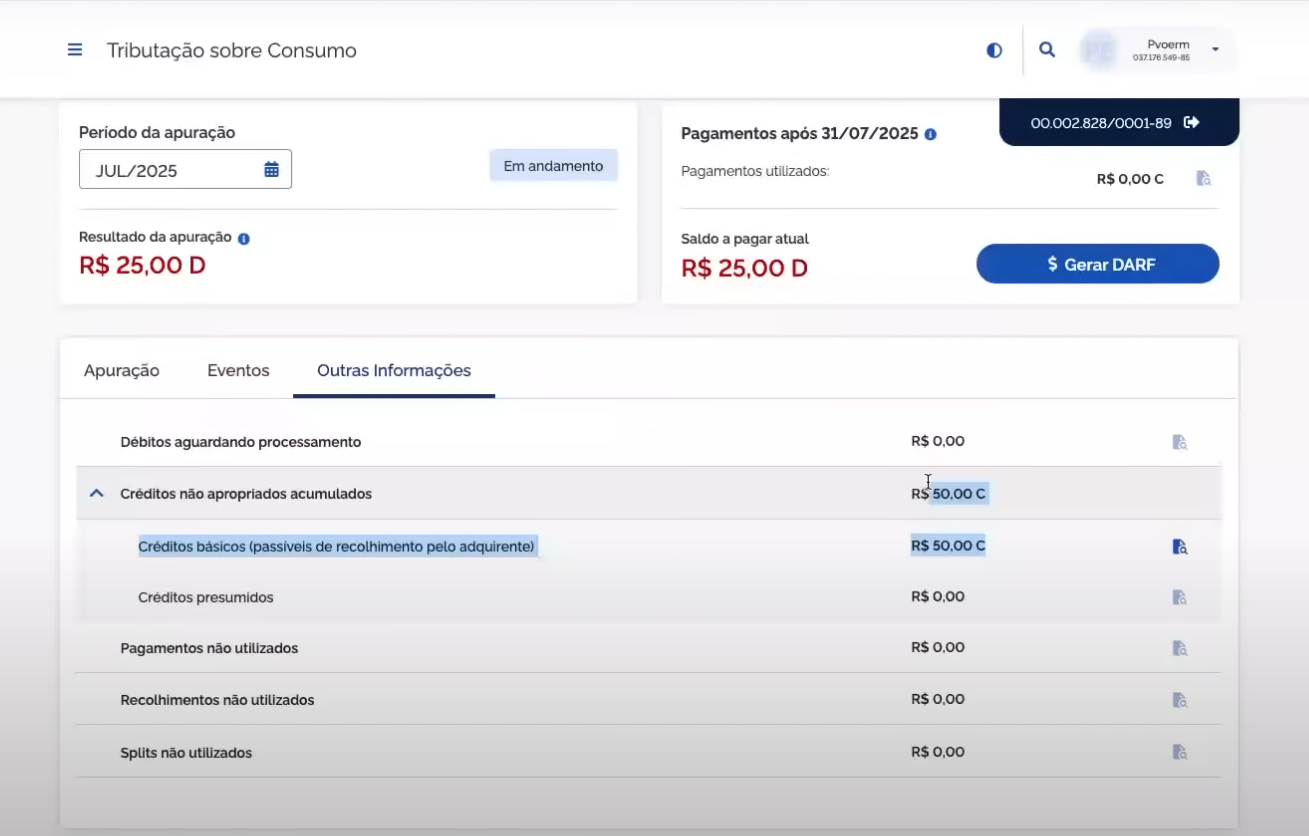 Tributação sobre Consumo
Pvoerm
037.176.549-85
00.002.828/0001-89
Período da apuração
JUL/2025
Em andamento
Resultado da apuração
R$ 25,00 D
Pagamentos após 31/07/2025
Pagamentos utilizados:
R$ 0,00 C
Saldo a pagar atual
R$ 25,00 D
$ Gerar DARF
Apuração Eventos Outras Informações
Débitos aguardando processamento R$ 0,00
Créditos não apropriados acumulados R$ 50,00 C
Créditos básicos (passíveis de recolhimento pelo adquirente) R$ 50,00 C
Créditos presumidos R$ 0,00
Pagamentos não utilizados R$ 0,00
Recolhimentos não utilizados R$ 0,00
Splits não utilizados R$ 0,00